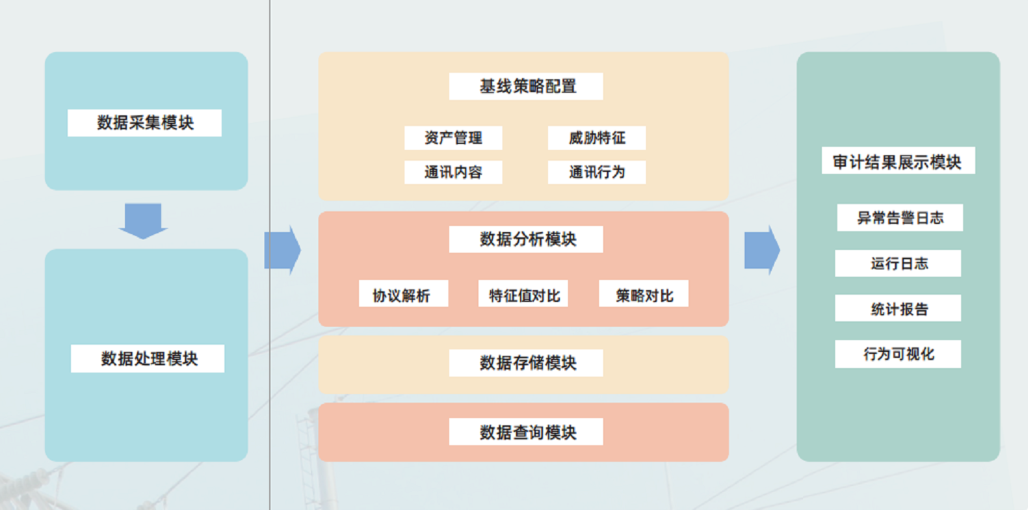 数据采集模块
数据处理模块
基线策略配置
资产管理
威胁特征
通讯内容
通讯行为
数据分析模块
协议解析
特征值对比
策略对比
数据存储模块
数据查询模块
审计结果展示模块
异常告警日志
运行日志
统计报告
行为可视化